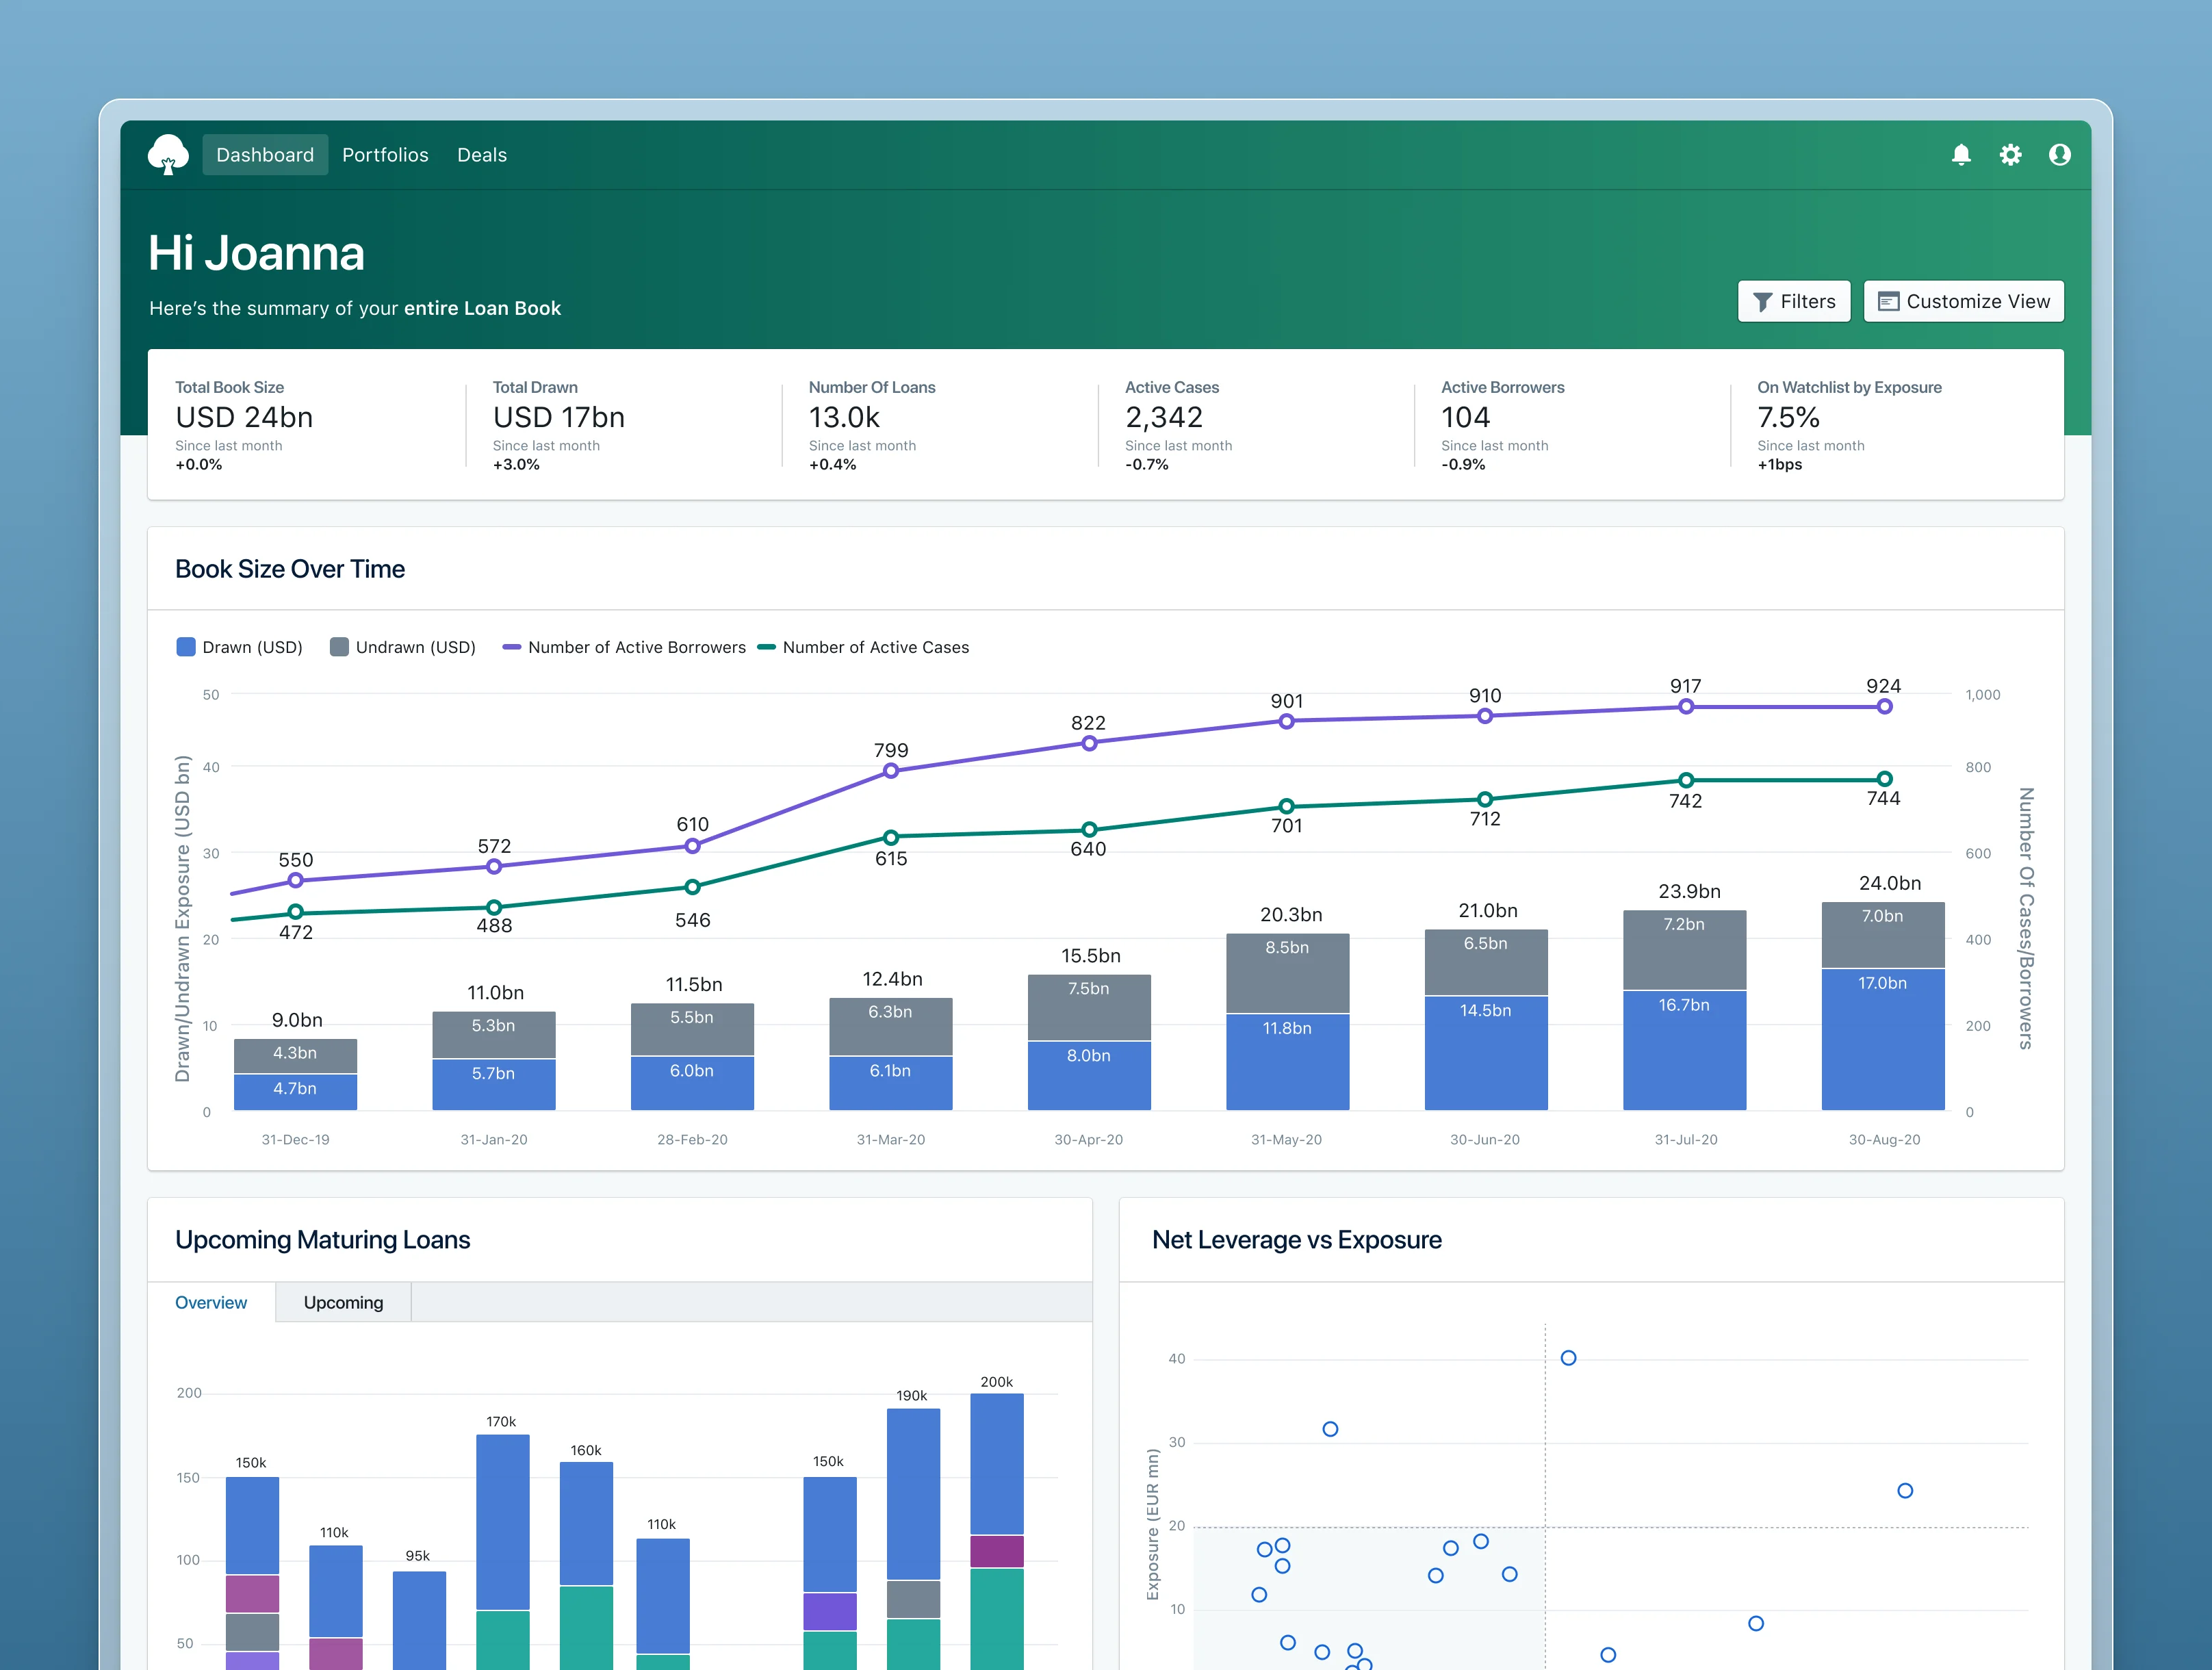 Dashboard Portfolios Deals
Hi Joanna
Here’s the summary of your entire Loan Book
Filters Customize View
Total Book Size Total Drawn Number Of Loans Active Cases Active Borrowers On Watchlist by Exposure
USD 24bn USD 17bn 13.0k 2,342 104 7.5%
Since last month Since last month Since last month Since last month Since last month Since last month
+0.0% +3.0% +0.4% -0.7% -0.9% +1bps
Book Size Over Time
Drawn (USD) Undrawn (USD) Number of Active Borrowers Number of Active Cases
Drawn/Undrawn Exposure (USD bn)
50
40
30
20
10
0
550 572 610 799 822 901 910 917 924
472 488 546 615 640 701 712 742 744
9.0bn 11.0bn 11.5bn 12.4bn 15.5bn 20.3bn 21.0bn 23.9bn 24.0bn
4.3bn 5.3bn 5.5bn 6.3bn 7.5bn 8.5bn 6.5bn 7.2bn 7.0bn
4.7bn 5.7bn 6.0bn 6.1bn 8.0bn 11.8bn 14.5bn 16.7bn 17.0bn
1,000
800
600
400
200
0
Number Of Cases/Borrowers
31-Dec-19 31-Jan-20 28-Feb-20 31-Mar-20 30-Apr-20 31-May-20 30-Jun-20 31-Jul-20 30-Aug-20
Upcoming Maturing Loans
Overview Upcoming
200
150
100
50
150k 110k 95k 170k 160k 110k 150k 190k 200k
Net Leverage vs Exposure
Exposure (EUR mn)
40
30
20
10